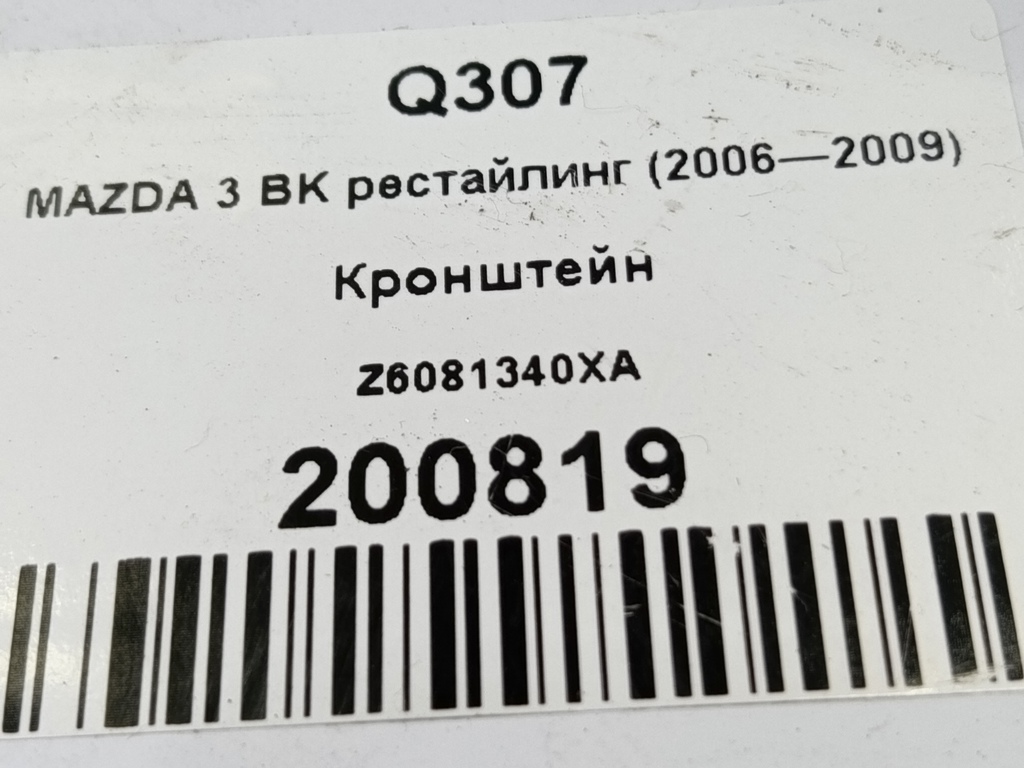 Q307
MAZDA 3 BK рестайлинг (2006—2009)
Кронштейн
Z6081340XA
200819